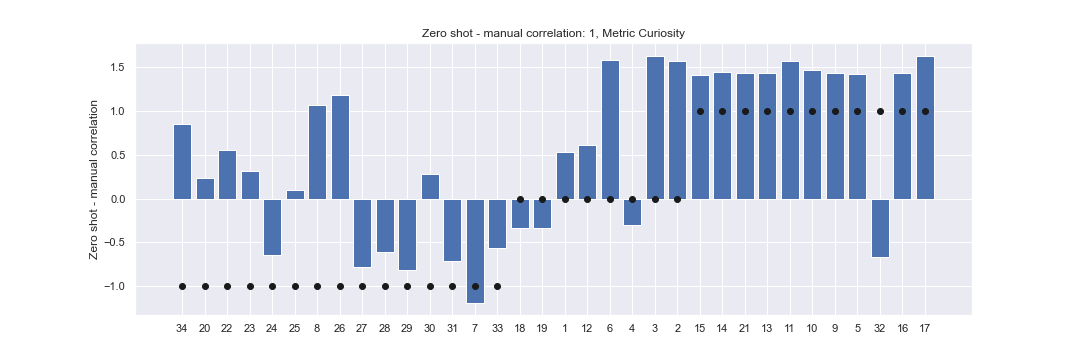 Zero shot - manual correlation: 1, Metric Curiosity
Zero shot - manual correlation
1.5
1.0
0.5
0.0
−0.5
−1.0
34 20 22 23 24 25 8 26 27 28 29 30 31 7 33 18 19 1 12 6 4 3 2 15 14 21 13 11 10 9 5 32 16 17